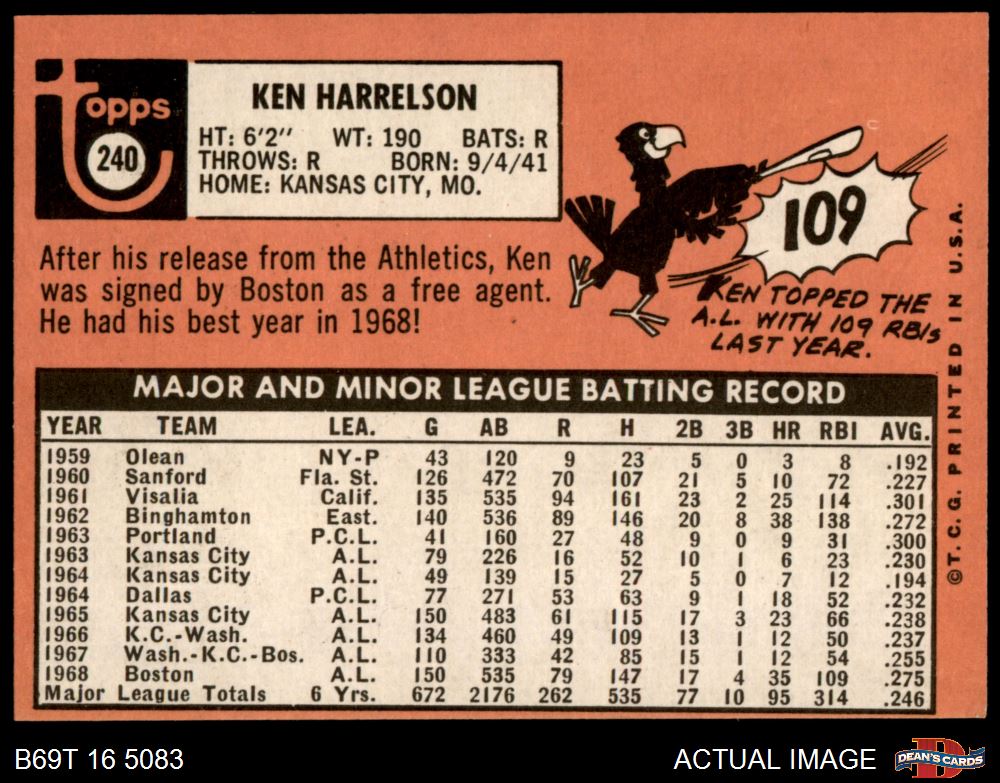 topps
240
KEN HARRELSON
HT: 6'2" WT: 190 BATS: R
THROWS: R BORN: 9/4/41
HOME: KANSAS CITY, MO.
109
KEN TOPPED THE
A.L. WITH 109 RBIs
LAST YEAR.
After his release from the Athletics, Ken
was signed by Boston as a free agent.
He had his best year in 1968!
MAJOR AND MINOR LEAGUE BATTING RECORD
YEAR TEAM LEA. G AB R H 2B 3B HR RBI AVG.
1959 Olean NY-P 43 120 9 23 5 0 3 8 .192
1960 Sanford Fla. St. 126 472 70 107 21 5 10 72 .227
1961 Visalia Calif. 135 535 94 161 23 2 25 114 .301
1962 Binghamton East. 140 536 89 146 20 8 38 138 .272
1963 Portland P.C.L. 41 160 27 48 9 0 9 31 .300
1963 Kansas City A.L. 79 226 16 52 10 1 6 23 .230
1964 Kansas City A.L. 49 139 15 27 5 0 7 12 .194
1964 Dallas P.C.L. 77 271 53 63 9 1 18 52 .232
1965 Kansas City A.L. 150 483 61 115 17 3 23 66 .238
1966 K.C.-Wash. A.L. 134 460 49 109 13 1 12 50 .237
1967 Wash.-K.C.-Bos. A.L. 110 333 42 85 15 1 12 54 .255
1968 Boston A.L. 150 535 79 147 17 4 35 109 .275
Major League Totals 6 Yrs. 672 2176 262 535 77 10 95 314 .246
©T.C.G. PRINTED IN U.S.A.
B69T 16 5083
ACTUAL IMAGE
DEAN'S CARDS